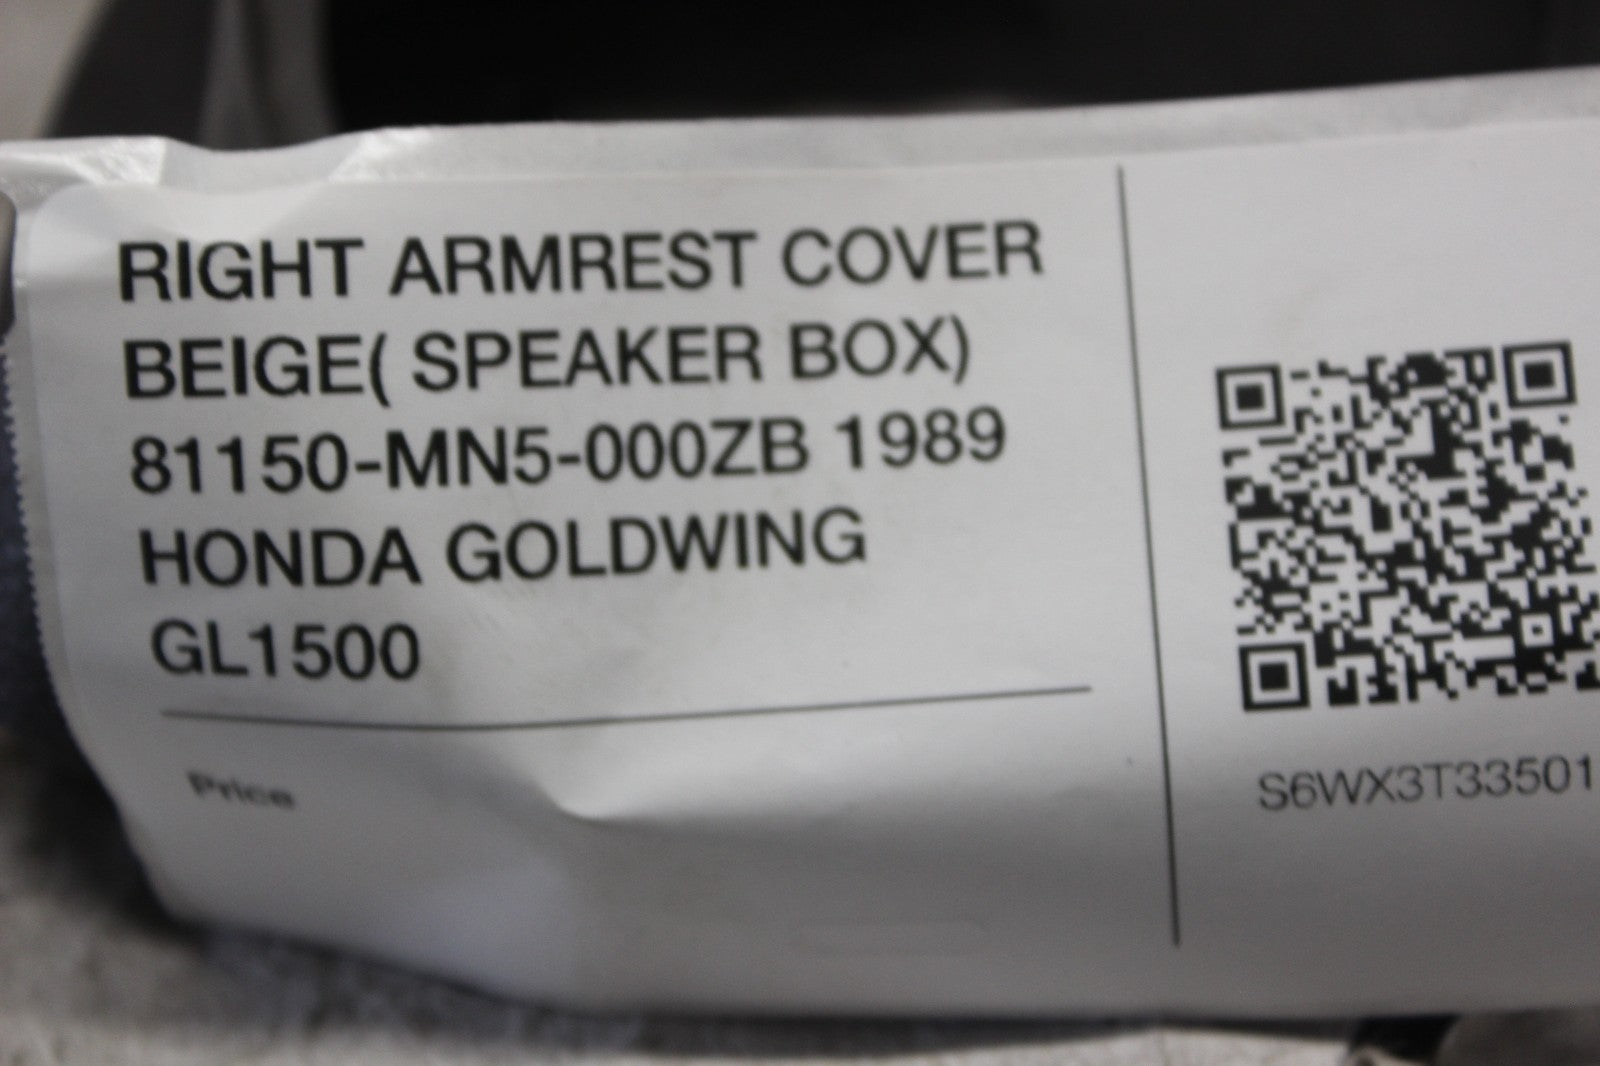 RIGHT ARMREST COVER
BEIGE( SPEAKER BOX)
81150-MN5-000ZB 1989
HONDA GOLDWING
GL1500
Price
S6WX3T33501